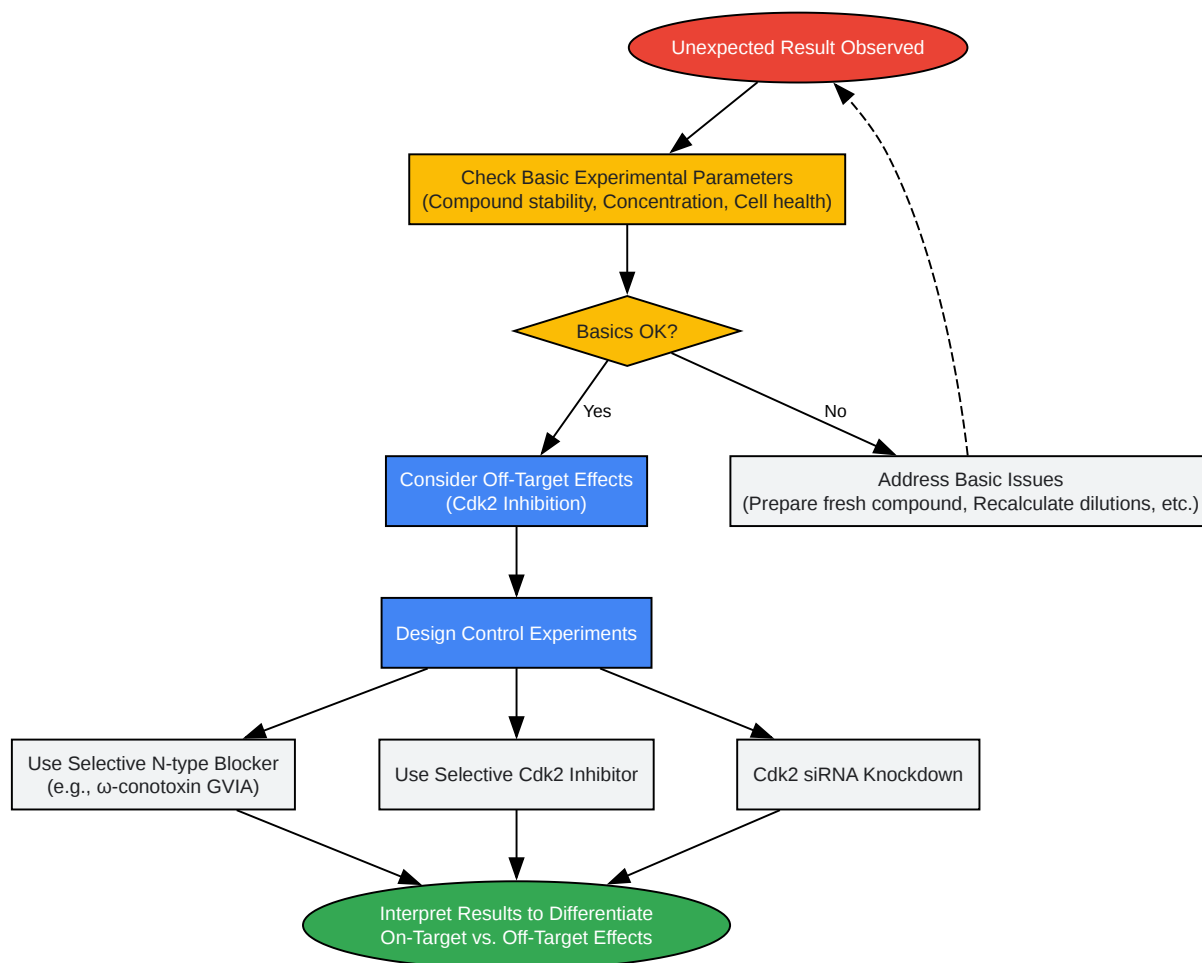 Unexpected Result Observed
Check Basic Experimental Parameters
(Compound stability, Concentration, Cell health)
Basics OK?
Yes
No
Consider Off-Target Effects
(Cdk2 Inhibition)
Address Basic Issues
(Prepare fresh compound, Recalculate dilutions, etc.)
Design Control Experiments
Use Selective N-type Blocker
(e.g., ω-conotoxin GVIA)
Use Selective Cdk2 Inhibitor
Cdk2 siRNA Knockdown
Interpret Results to Differentiate
On-Target vs. Off-Target Effects